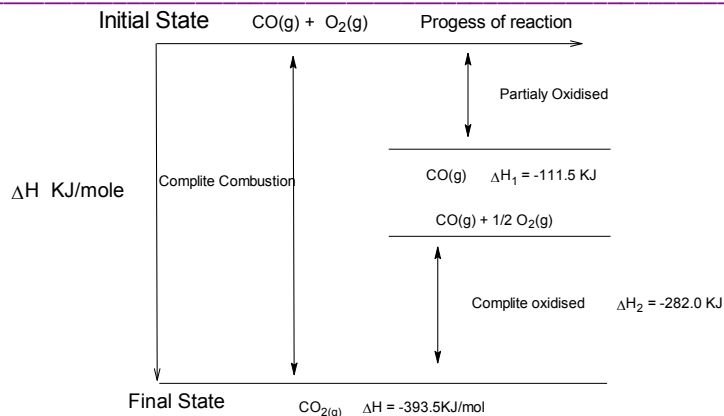 Initial State CO(g) + O2(g) Progess of reaction
Partialy Oxidised
Complite Combustion
ΔH KJ/mole
CO(g) ΔH1 = -111.5 KJ
CO(g) + 1/2 O2(g)
Complite oxidised ΔH2 = -282.0 KJ
Final State
CO2(g) ΔH = -393.5KJ/mol